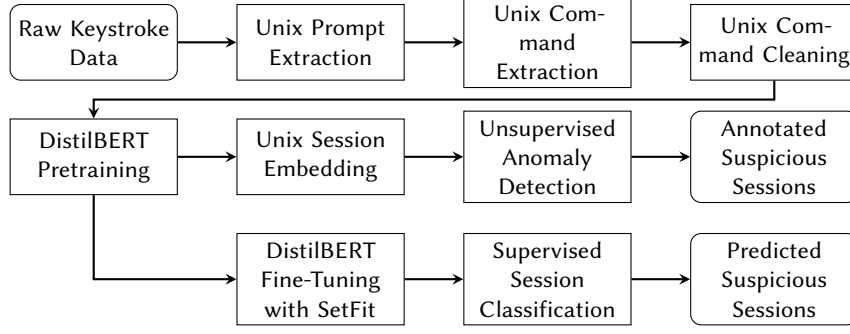 Raw Keystroke
Data
Unix Prompt
Extraction
Unix Com-
mand
Extraction
Unix Com-
mand Cleaning
DistilBERT
Pretraining
Unix Session
Embedding
Unsupervised
Anomaly
Detection
Annotated
Suspicious
Sessions
DistilBERT
Fine-Tuning
with SetFit
Supervised
Session
Classification
Predicted
Suspicious
Sessions